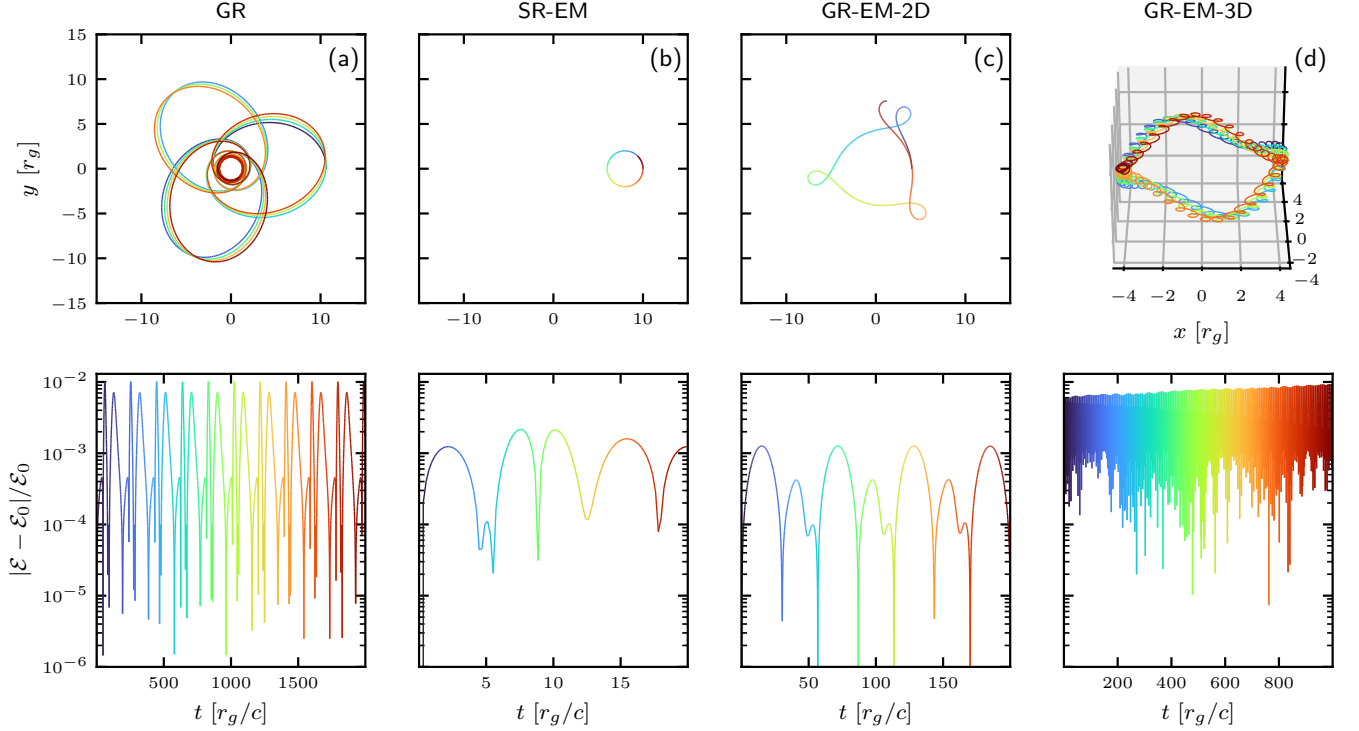 GR
SR-EM
GR-EM-2D
GR-EM-3D
(a)
(b)
(c)
(d)
15
10
5
0
−5
−10
−15
y [r_g]
−10 0 10
−10 0 10
−10 0 10
4
2
0
−2
−4
−4 −2 0 2 4
x [r_g]
10^{−2}
10^{−3}
10^{−4}
10^{−5}
10^{−6}
|ℰ − ℰ_0|/ℰ_0
500 1000 1500
5 10 15
50 100 150
200 400 600 800
t [r_g/c]
t [r_g/c]
t [r_g/c]
t [r_g/c]